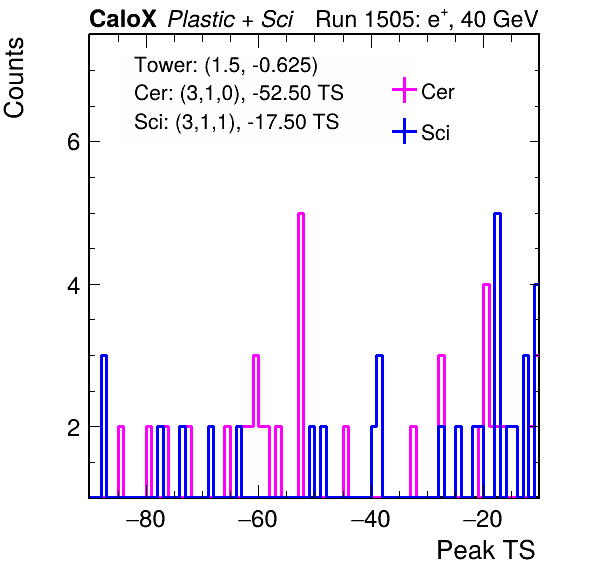 CaloX Plastic + Sci Run 1505: e⁺, 40 GeV
Tower: (1.5, -0.625)
Cer: (3,1,0), -52.50 TS
Sci: (3,1,1), -17.50 TS
Cer
Sci
Counts
6
4
2
−80 −60 −40 −20
Peak TS